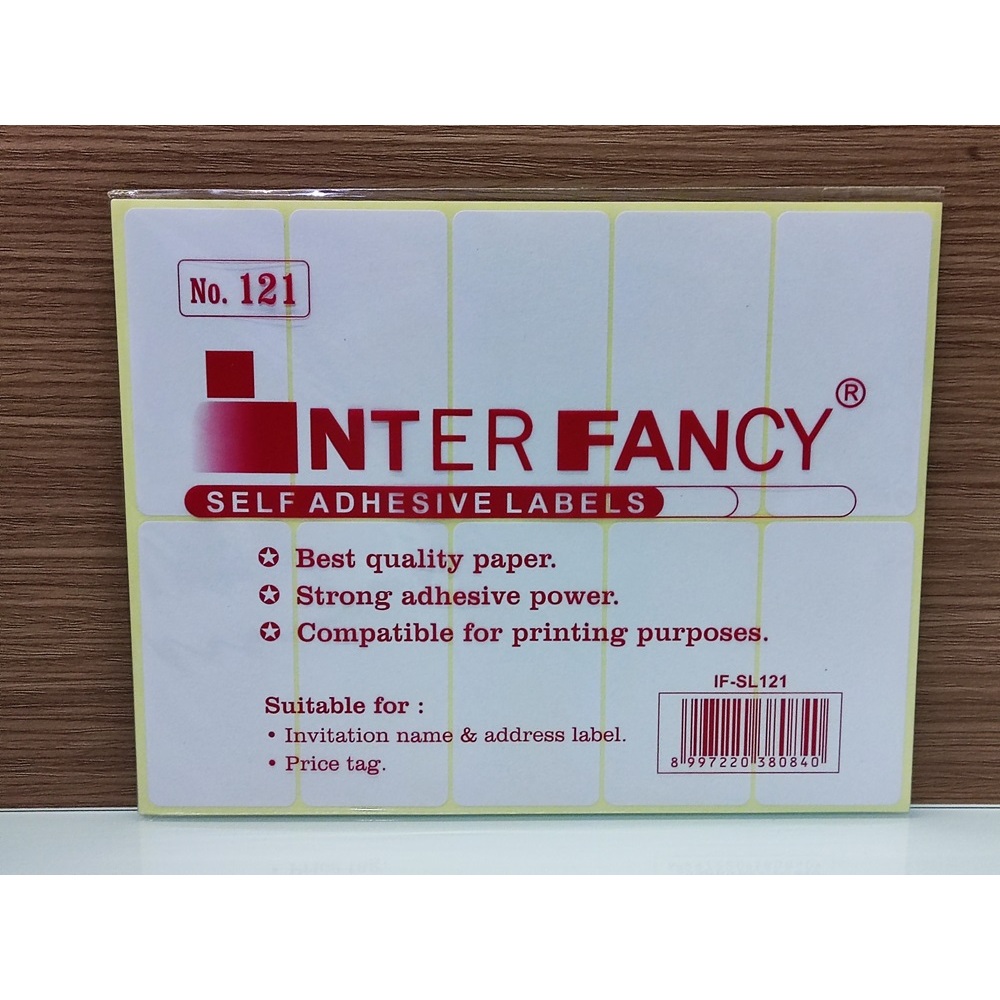 No. 121
INTER FANCY®
SELF ADHESIVE LABELS
✪ Best quality paper.
✪ Strong adhesive power.
✪ Compatible for printing purposes.
IF-SL121
Suitable for :
• Invitation name & address label.
• Price tag.
8 997220 380840